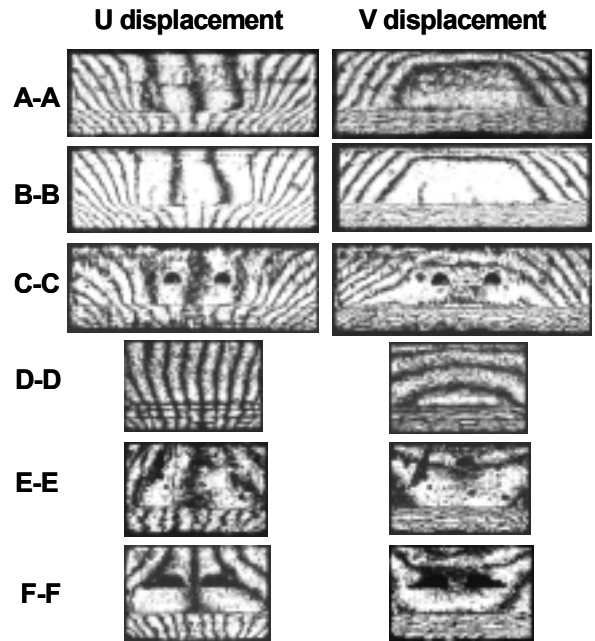 U displacement V displacement
A-A
B-B
C-C
D-D
E-E
F-F